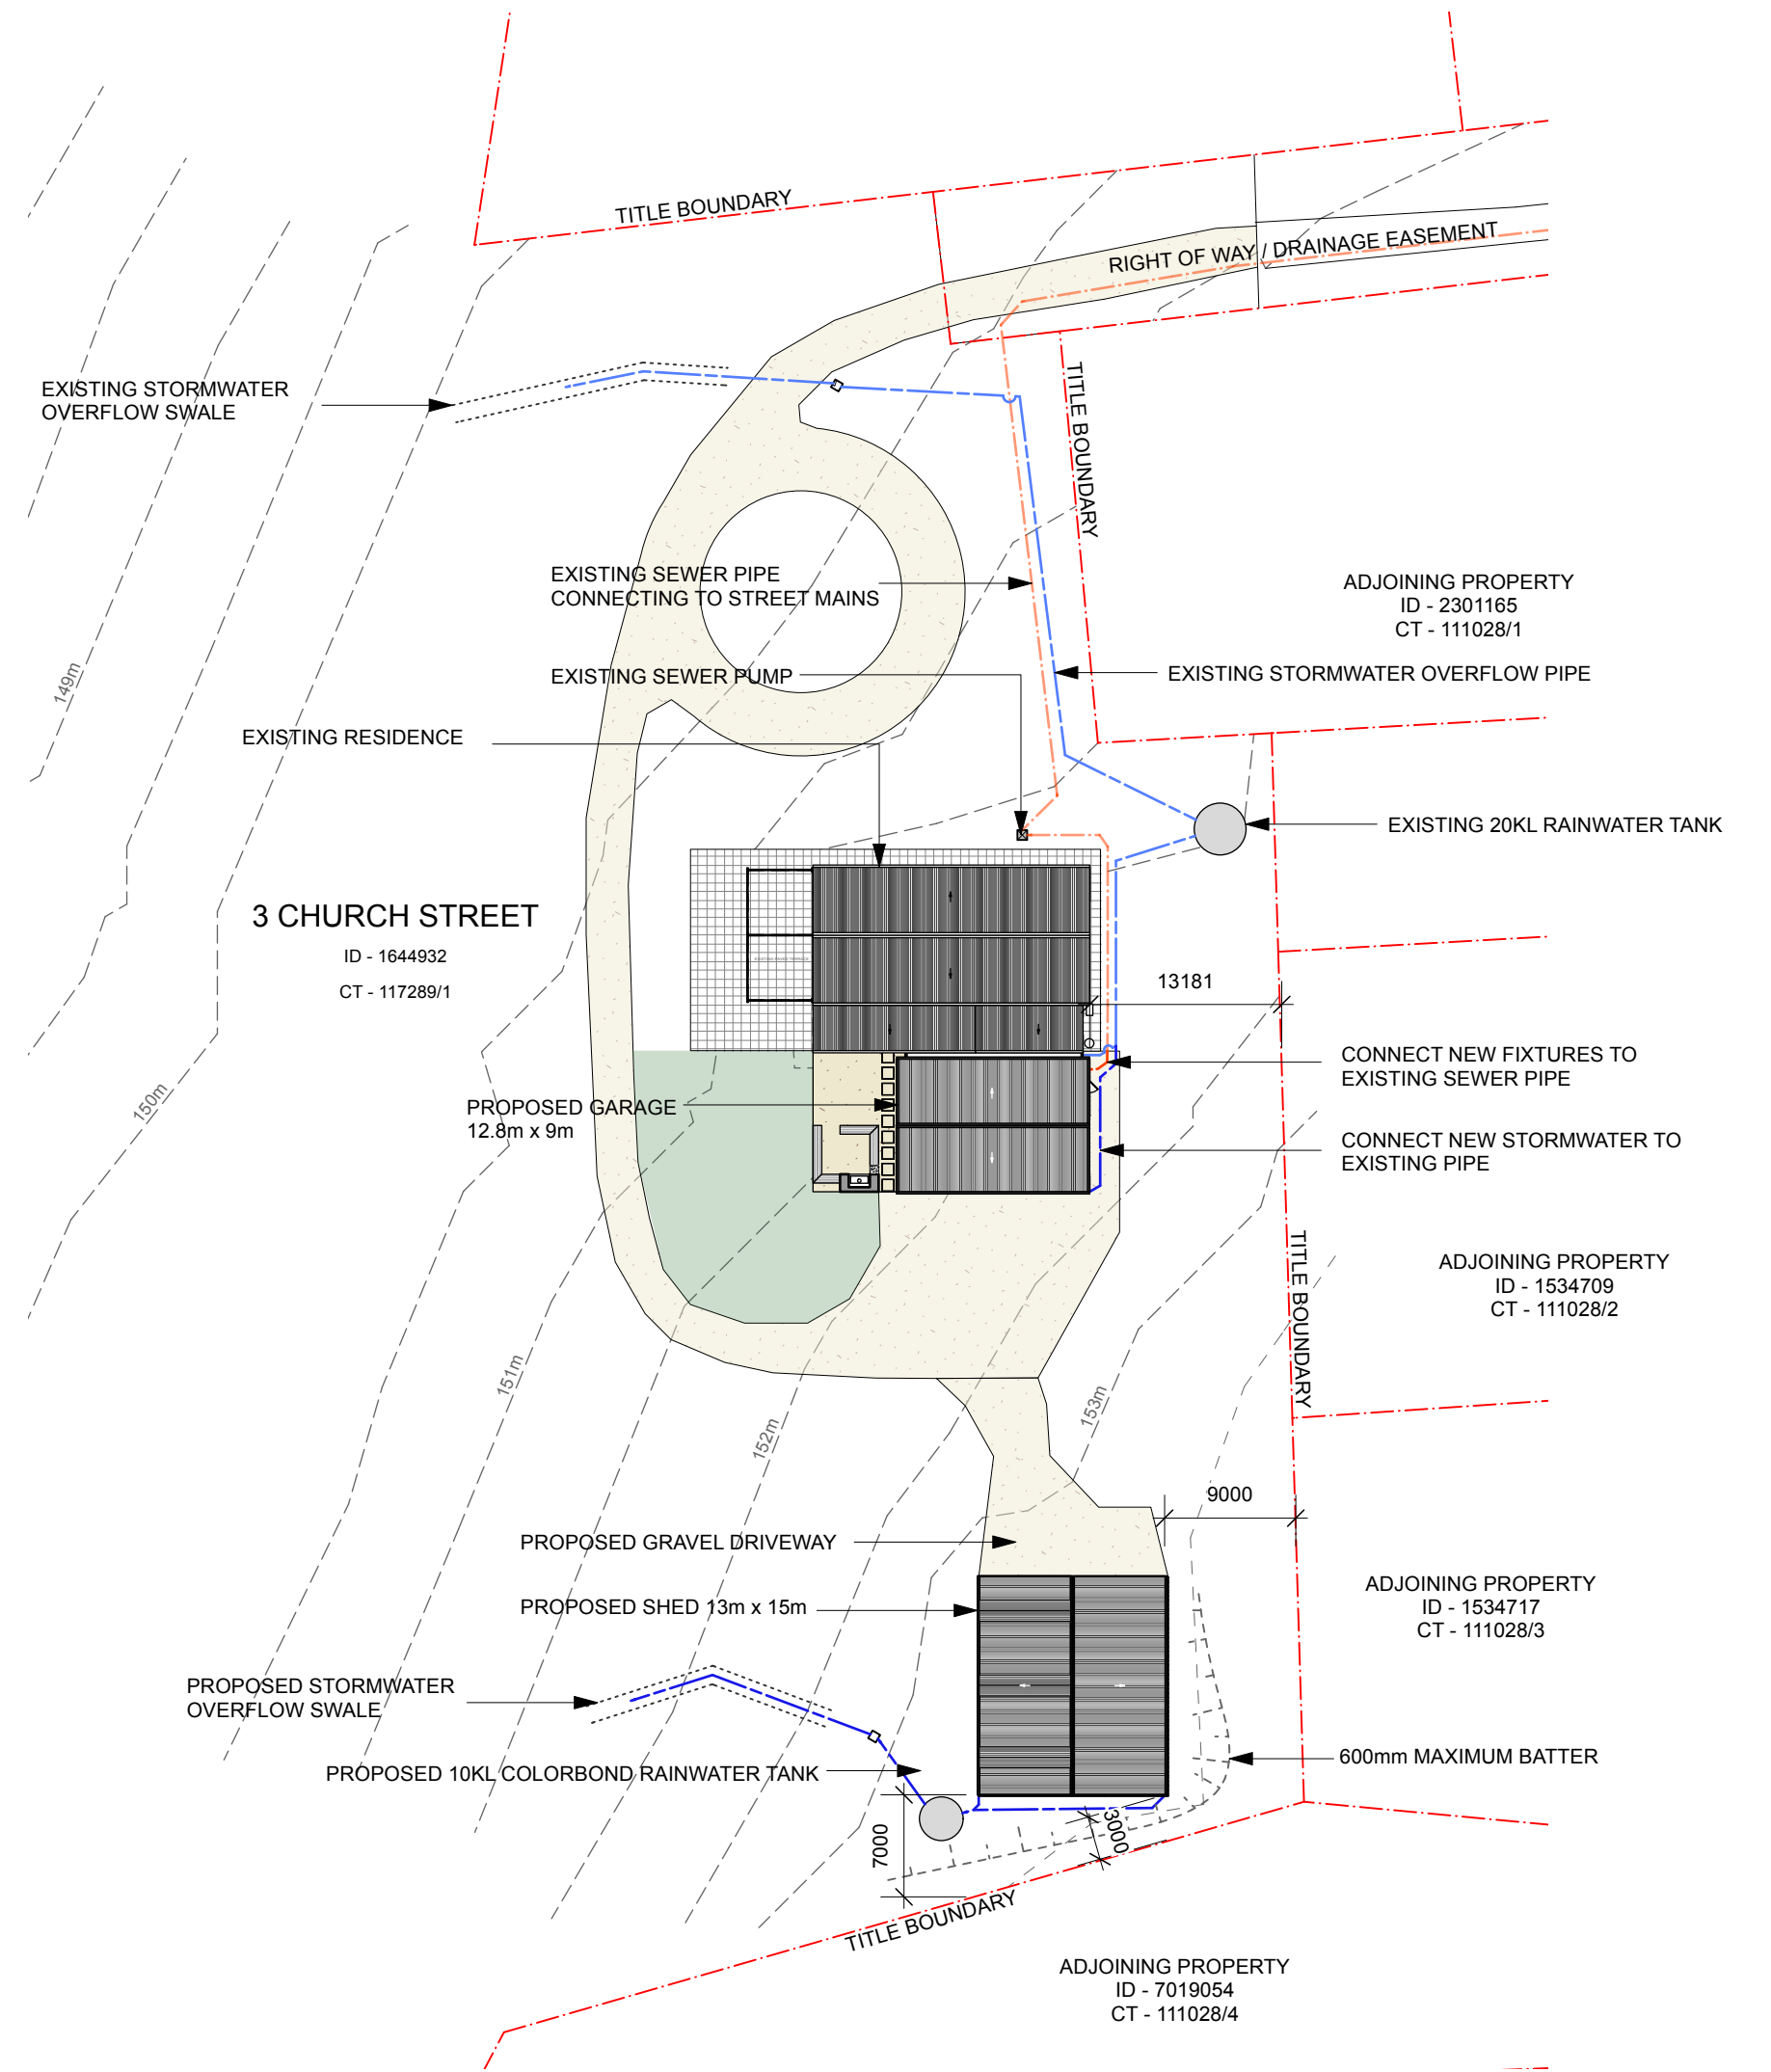 TITLE BOUNDARY
RIGHT OF WAY / DRAINAGE EASEMENT
EXISTING STORMWATER
OVERFLOW SWALE
TITLE BOUNDARY
EXISTING SEWER PIPE
CONNECTING TO STREET MAINS
ADJOINING PROPERTY
ID - 2301165
CT - 111028/1
149m
EXISTING SEWER PUMP
EXISTING STORMWATER OVERFLOW PIPE
EXISTING RESIDENCE
EXISTING 20KL RAINWATER TANK
3 CHURCH STREET
ID - 1644932
CT - 117289/1
EXISTING PAVED TERRACE
13181
CONNECT NEW FIXTURES TO
EXISTING SEWER PIPE
150m
PROPOSED GARAGE
12.8m x 9m
CONNECT NEW STORMWATER TO
EXISTING PIPE
TITLE BOUNDARY
ADJOINING PROPERTY
ID - 1534709
CT - 111028/2
151m
152m
153m
9000
PROPOSED GRAVEL DRIVEWAY
ADJOINING PROPERTY
ID - 1534717
CT - 111028/3
PROPOSED SHED 13m x 15m
PROPOSED STORMWATER
OVERFLOW SWALE
600mm MAXIMUM BATTER
PROPOSED 10KL COLORBOND RAINWATER TANK
7000
3000
TITLE BOUNDARY
ADJOINING PROPERTY
ID - 7019054
CT - 111028/4